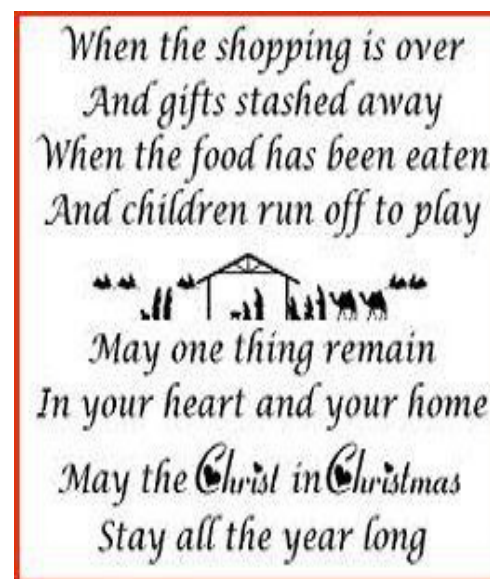 When the shopping is over
And gifts stashed away
When the food has been eaten
And children run off to play
May one thing remain
In your heart and your home
May the Christ in Christmas
Stay all the year long